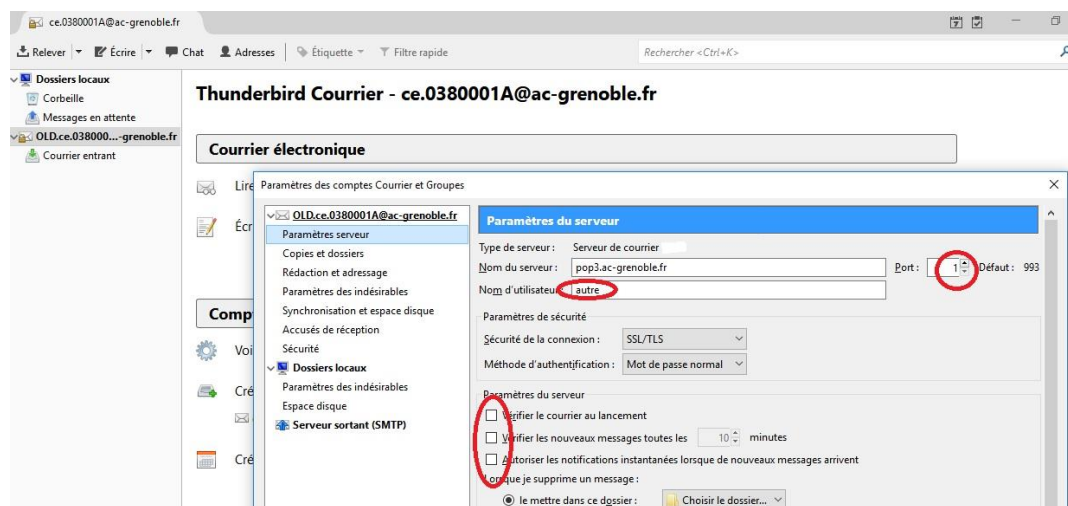 ce.0380001A@ac-grenoble.fr
Relever Écrire Chat Adresses Étiquette Filtre rapide Rechercher <Ctrl+K>
Dossiers locaux
Corbeille
Messages en attente
OLD.ce.038000...-grenoble.fr
Courrier entrant
Thunderbird Courrier - ce.0380001A@ac-grenoble.fr
Courrier électronique
Lire
Écr
Comp
Voi
Cré
Cré
Paramètres des comptes Courrier et Groupes
OLD.ce.0380001A@ac-grenoble.fr
Paramètres serveur
Copies et dossiers
Rédaction et adressage
Paramètres des indésirables
Synchronisation et espace disque
Accusés de réception
Sécurité
Dossiers locaux
Paramètres des indésirables
Espace disque
Serveur sortant (SMTP)
Paramètres du serveur
Type de serveur : Serveur de courrier
Nom du serveur : pop3.ac-grenoble.fr Port : 1 Défaut : 993
Nom d'utilisateur autre
Paramètres de sécurité
Sécurité de la connexion : SSL/TLS
Méthode d'authentification : Mot de passe normal
Paramètres du serveur
Vérifier le courrier au lancement
Vérifier les nouveaux messages toutes les 10 minutes
Autoriser les notifications instantanées lorsque de nouveaux messages arrivent
Lorsque je supprime un message :
le mettre dans ce dossier : Choisir le dossier...